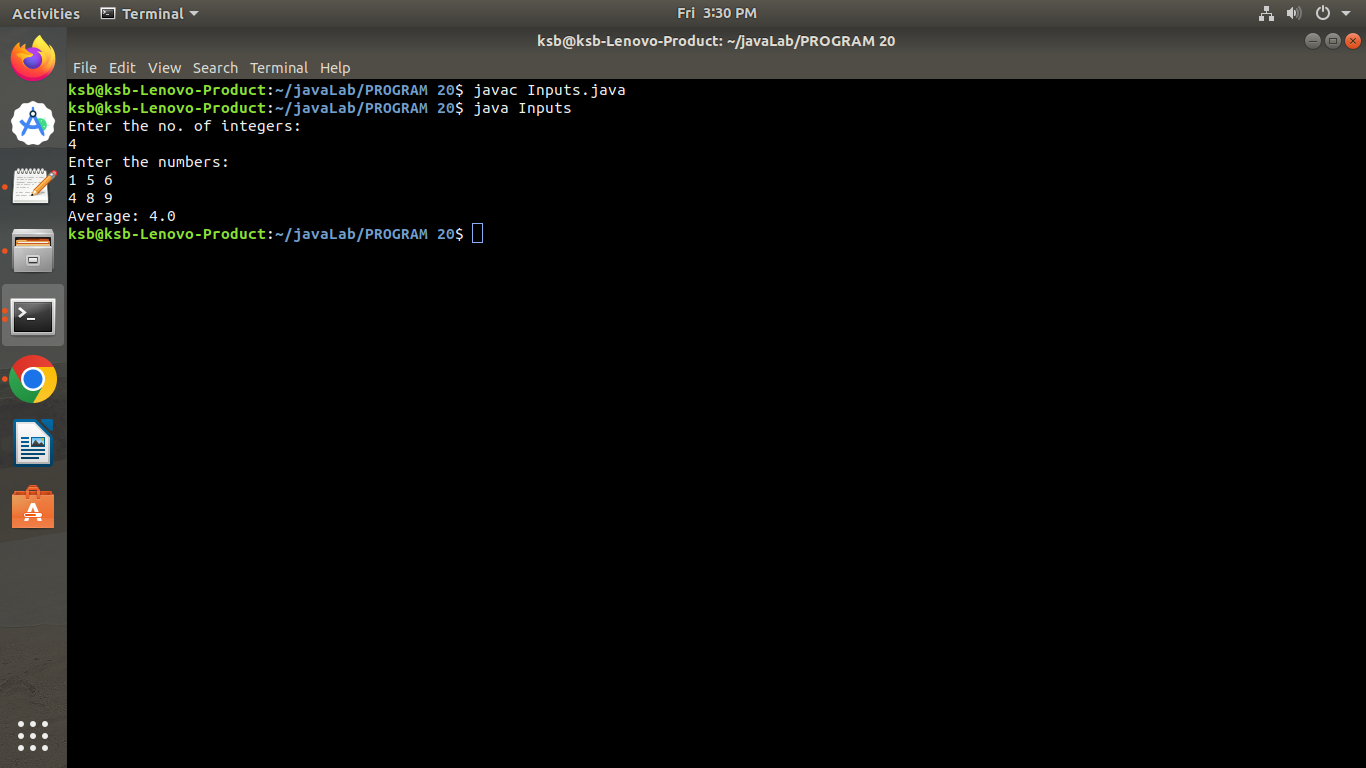 Activities Terminal Fri 3:30 PM
ksb@ksb-Lenovo-Product: ~/javaLab/PROGRAM 20
File Edit View Search Terminal Help
ksb@ksb-Lenovo-Product:~/javaLab/PROGRAM 20$ javac Inputs.java
ksb@ksb-Lenovo-Product:~/javaLab/PROGRAM 20$ java Inputs
Enter the no. of integers:
4
Enter the numbers:
1 5 6
4 8 9
Average: 4.0
ksb@ksb-Lenovo-Product:~/javaLab/PROGRAM 20$